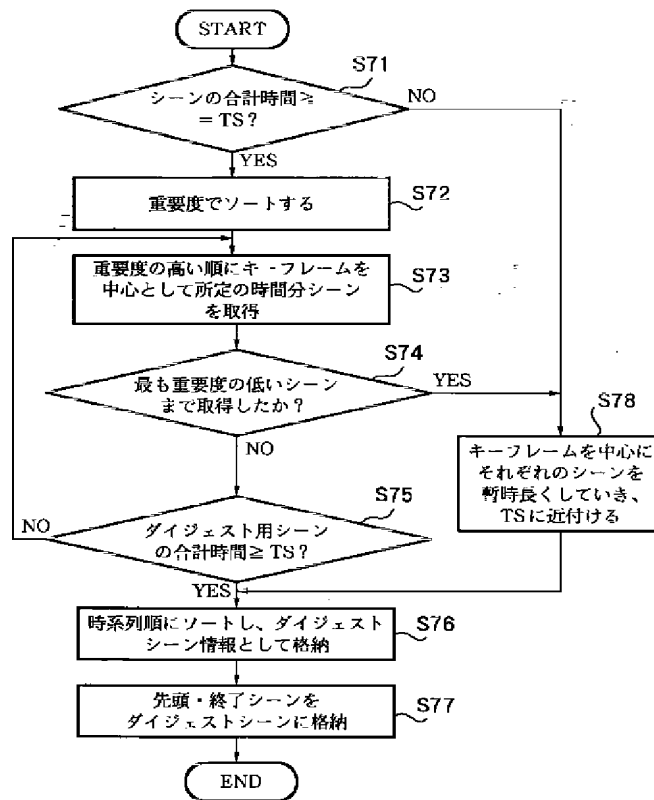 START
S71
シーンの合計時間≧
= TS?
NO
YES
S72
重要度でソートする
S73
重要度の高い順にキーフレームを
中心として所定の時間分シーン
を取得
S74
最も重要度の低いシーン
まで取得したか?
YES
NO
S78
キーフレームを中心に
それぞれのシーンを
暫時長くしていき、
TSに近付ける
S75
NO
ダイジェスト用シーン
の合計時間≧TS?
YES
S76
時系列順にソートし、ダイジェスト
シーン情報として格納
S77
先頭・終了シーンを
ダイジェストシーンに格納
END